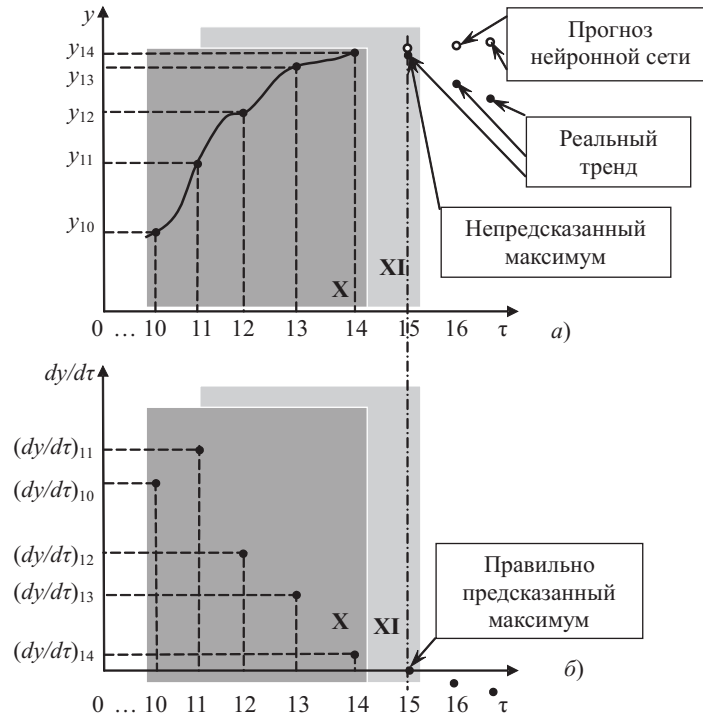 y
y14
y13
y12
y11
y10
Прогноз
нейронной сети
Реальный
тренд
Непредсказанный
максимум
X
XI
0 … 10 11 12 13 14 15 16 τ
а)
dy/dτ
(dy/dτ)11
(dy/dτ)10
(dy/dτ)12
(dy/dτ)13
(dy/dτ)14
Правильно
предсказанный
максимум
X
XI
0 … 10 11 12 13 14 15 16 τ
б)